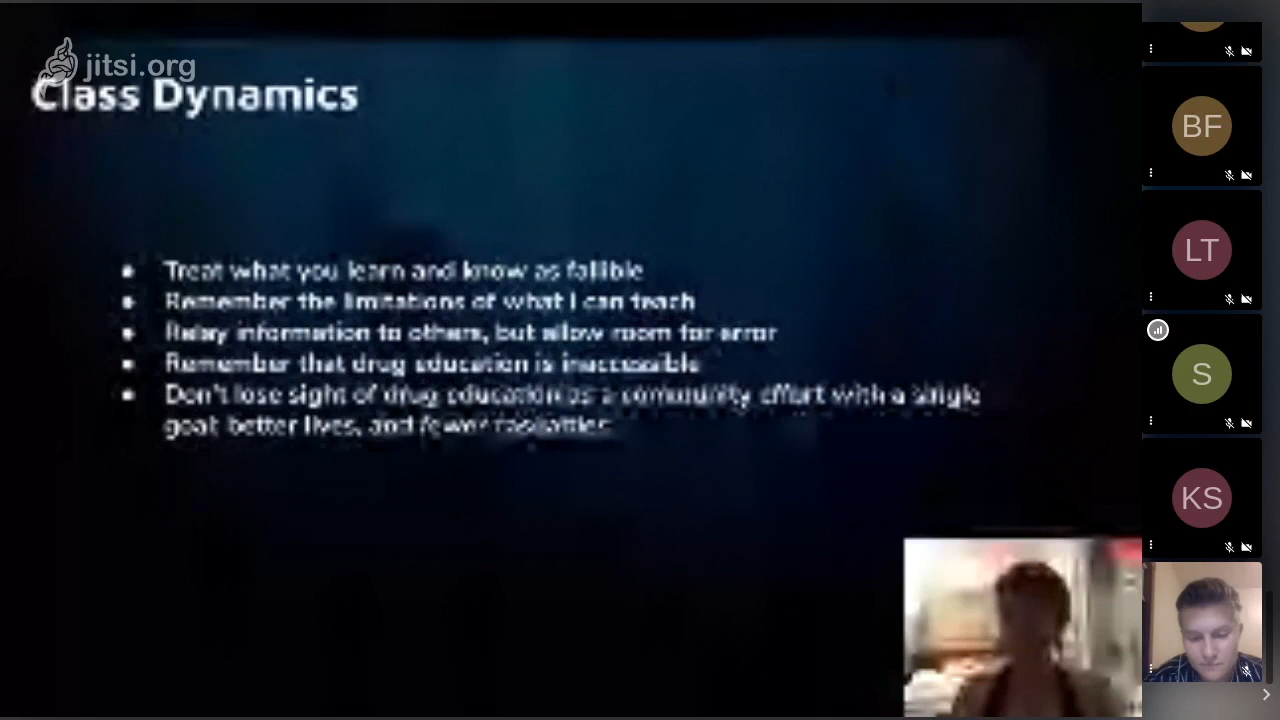 jitsi.org
Class Dynamics
Treat what you learn and know as fallible
Remember the limitations of what I can teach
Relay information to others, but allow room for error
Remember that drug education is inaccessible
Don't lose sight of drug education as a community effort with a single
goal: better lives, and fewer casualties
BF
LT
S
KS